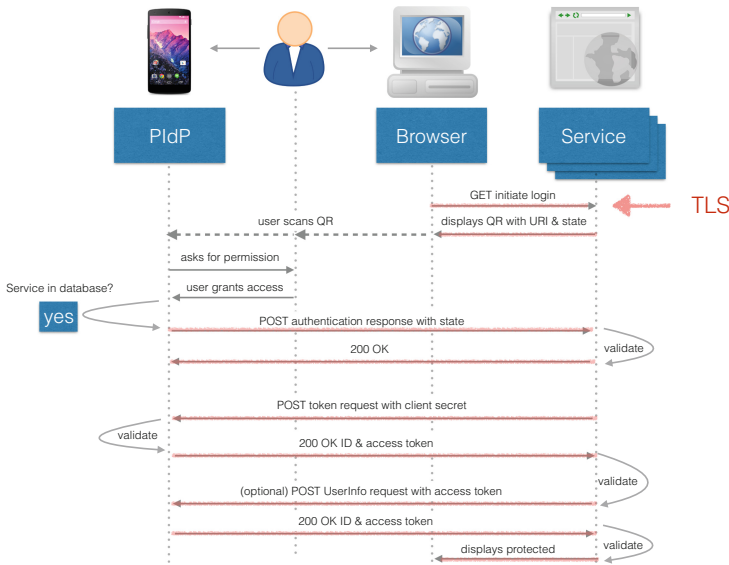 PIdP
Browser
Service
GET initiate login
TLS
user scans QR
displays QR with URI & state
asks for permission
Service in database?
user grants access
yes
POST authentication response with state
200 OK
validate
POST token request with client secret
validate
200 OK ID & access token
validate
(optional) POST UserInfo request with access token
200 OK ID & access token
validate
displays protected